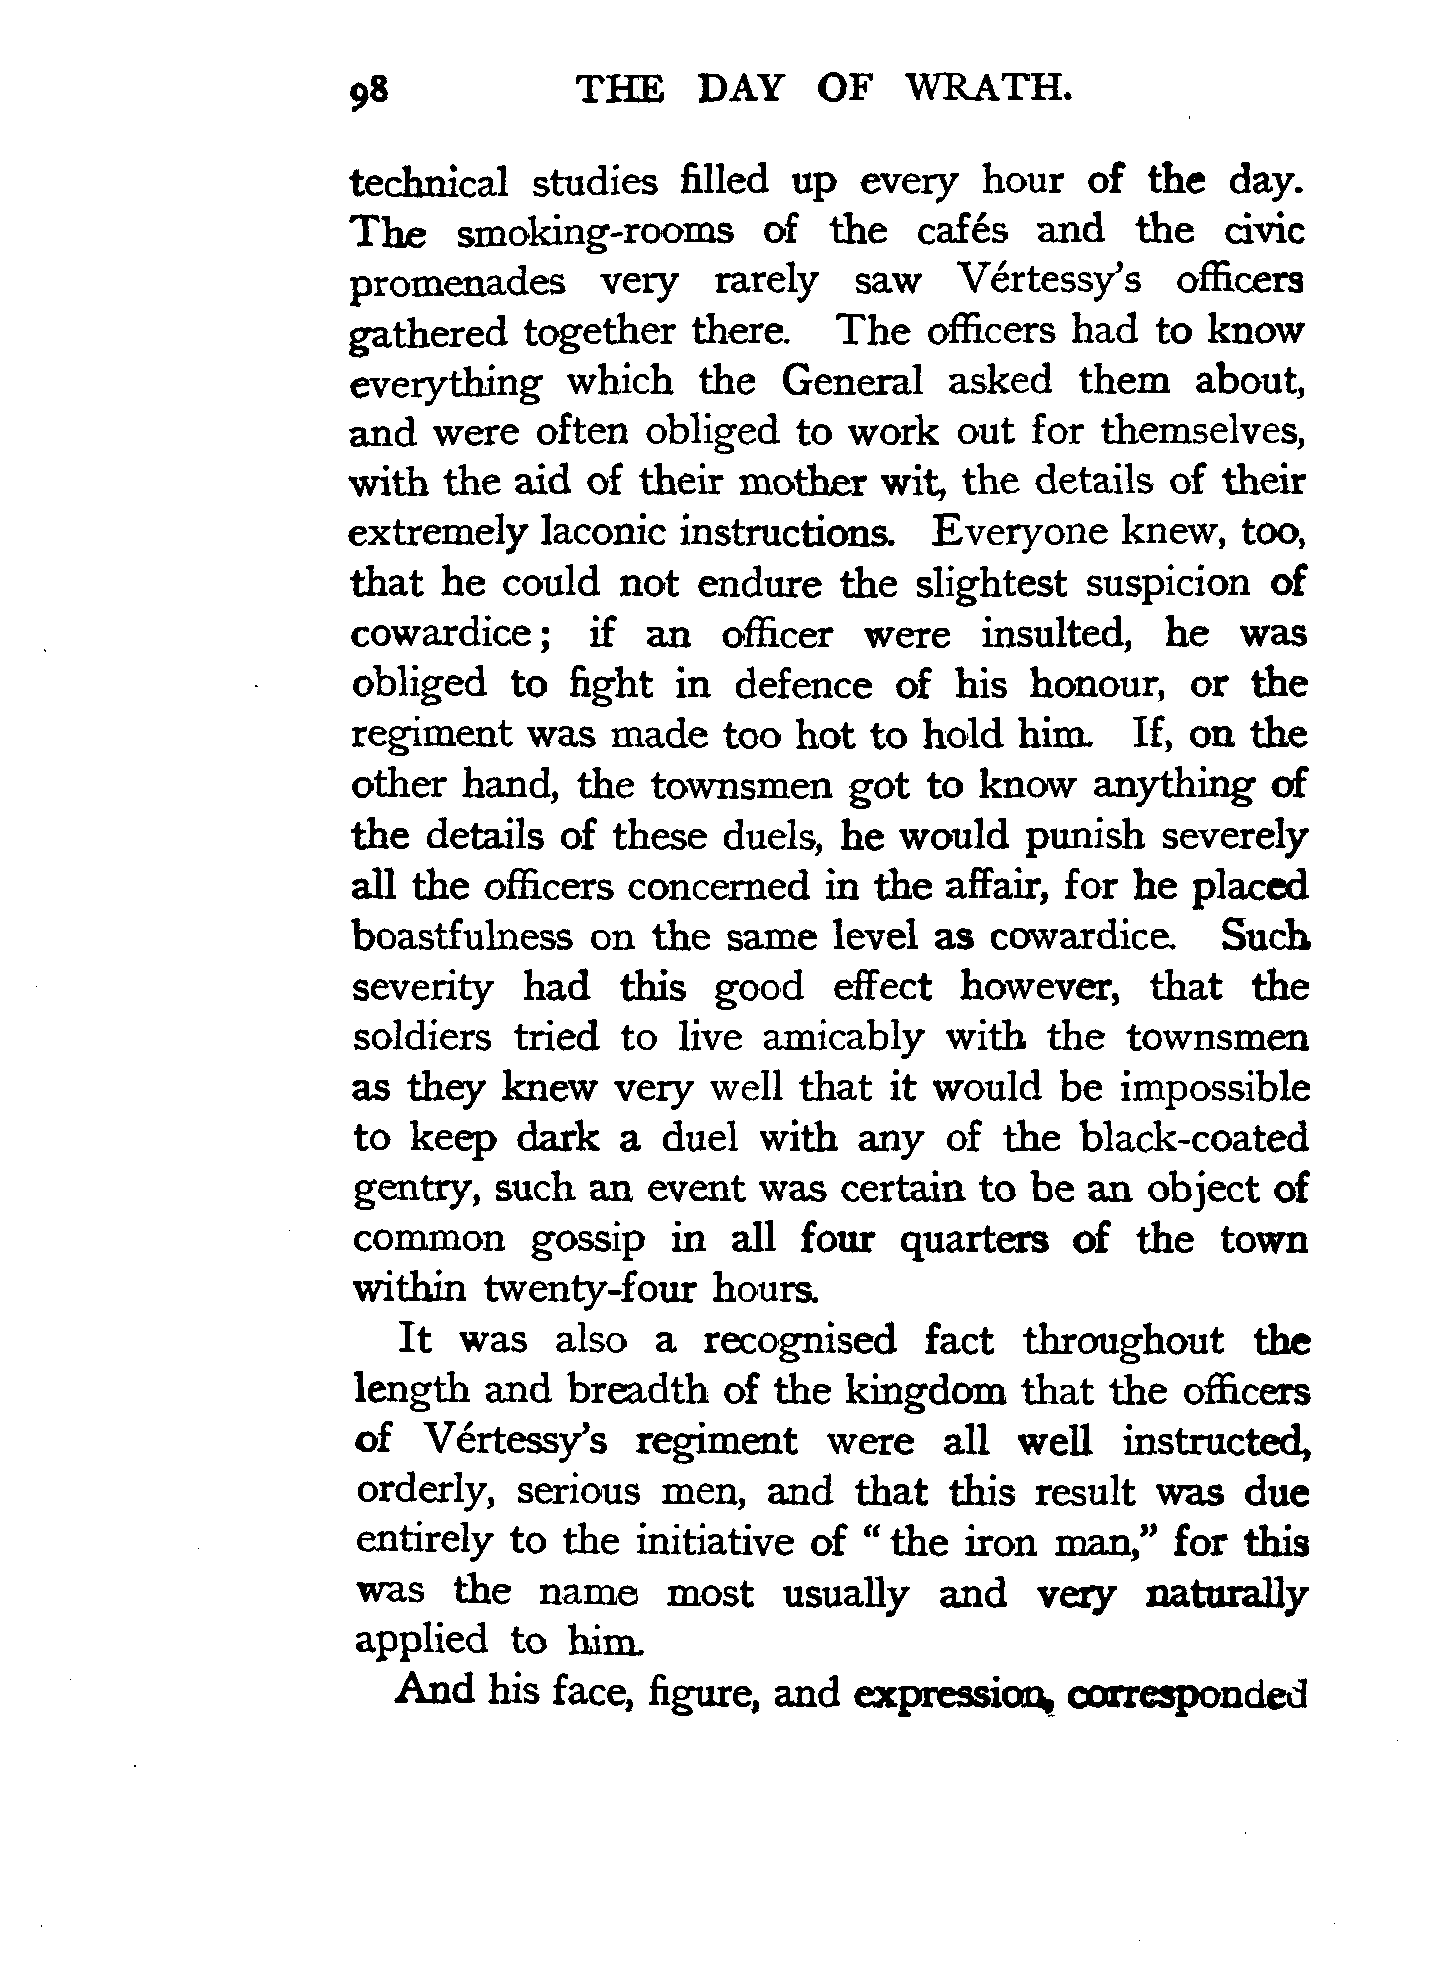 98 THE DAY OF WRATH.
technical studies filled up every hour of the day.
The smoking-rooms of the cafés and the civic
promenades very rarely saw Vértessy's officers
gathered together there. The officers had to know
everything which the General asked them about,
and were often obliged to work out for themselves,
with the aid of their mother wit, the details of their
extremely laconic instructions. Everyone knew, too,
that he could not endure the slightest suspicion of
cowardice; if an officer were insulted, he was
obliged to fight in defence of his honour, or the
regiment was made too hot to hold him. If, on the
other hand, the townsmen got to know anything of
the details of these duels, he would punish severely
all the officers concerned in the affair, for he placed
boastfulness on the same level as cowardice. Such
severity had this good effect however, that the
soldiers tried to live amicably with the townsmen
as they knew very well that it would be impossible
to keep dark a duel with any of the black-coated
gentry, such an event was certain to be an object of
common gossip in all four quarters of the town
within twenty-four hours.
It was also a recognised fact throughout the
length and breadth of the kingdom that the officers
of Vértessy's regiment were all well instructed,
orderly, serious men, and that this result was due
entirely to the initiative of "the iron man," for this
was the name most usually and very naturally
applied to him.
And his face, figure, and expression, corresponded